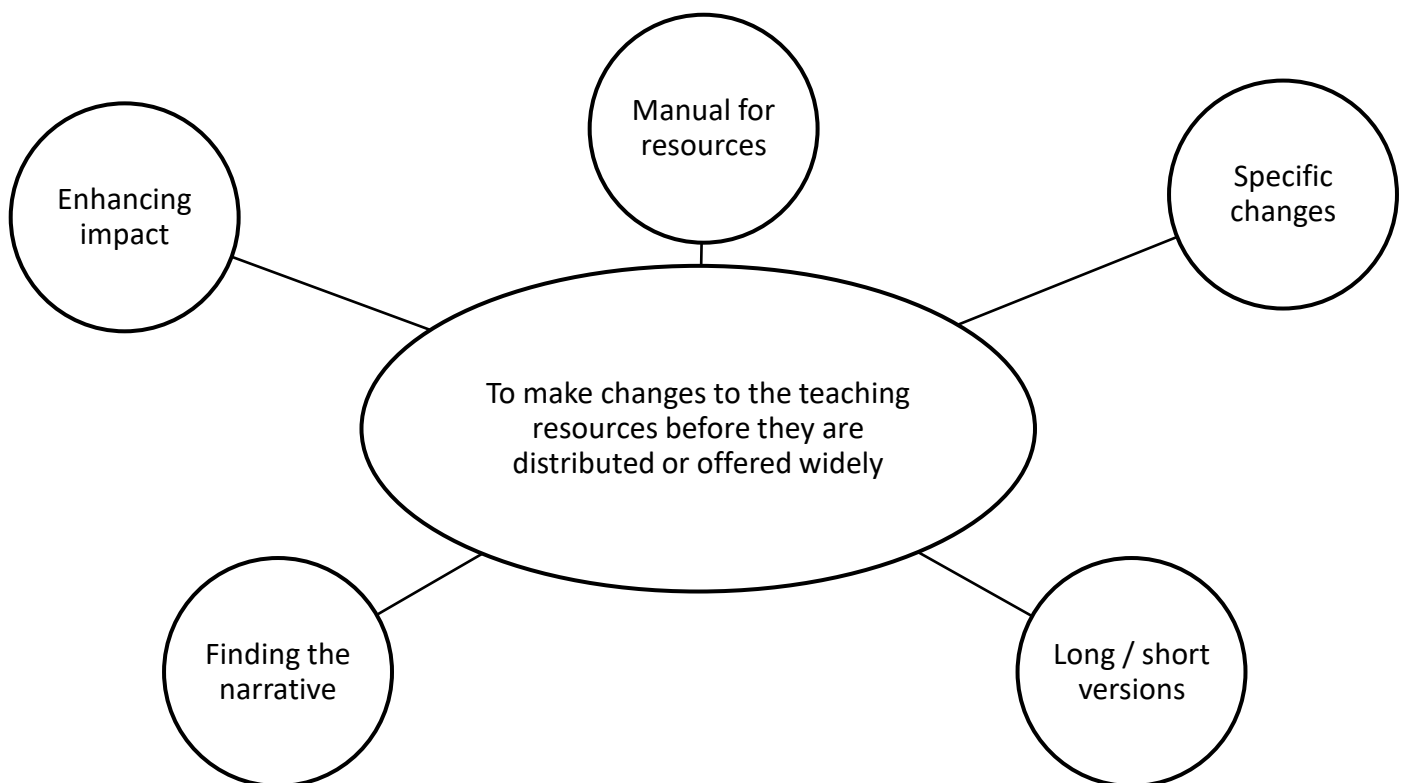 Manual for
resources
Enhancing
impact
Specific
changes
To make changes to the teaching
resources before they are
distributed or offered widely
Finding the
narrative
Long / short
versions